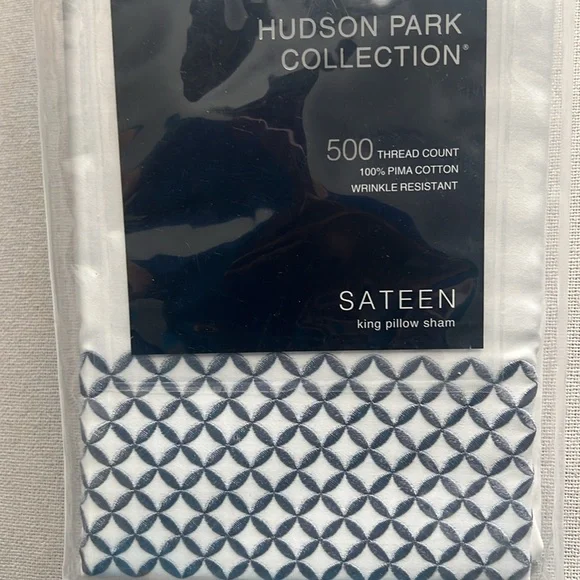 HUDSON PARK
COLLECTION®
500 THREAD COUNT
100% PIMA COTTON
WRINKLE RESISTANT
SATEEN
king pillow sham